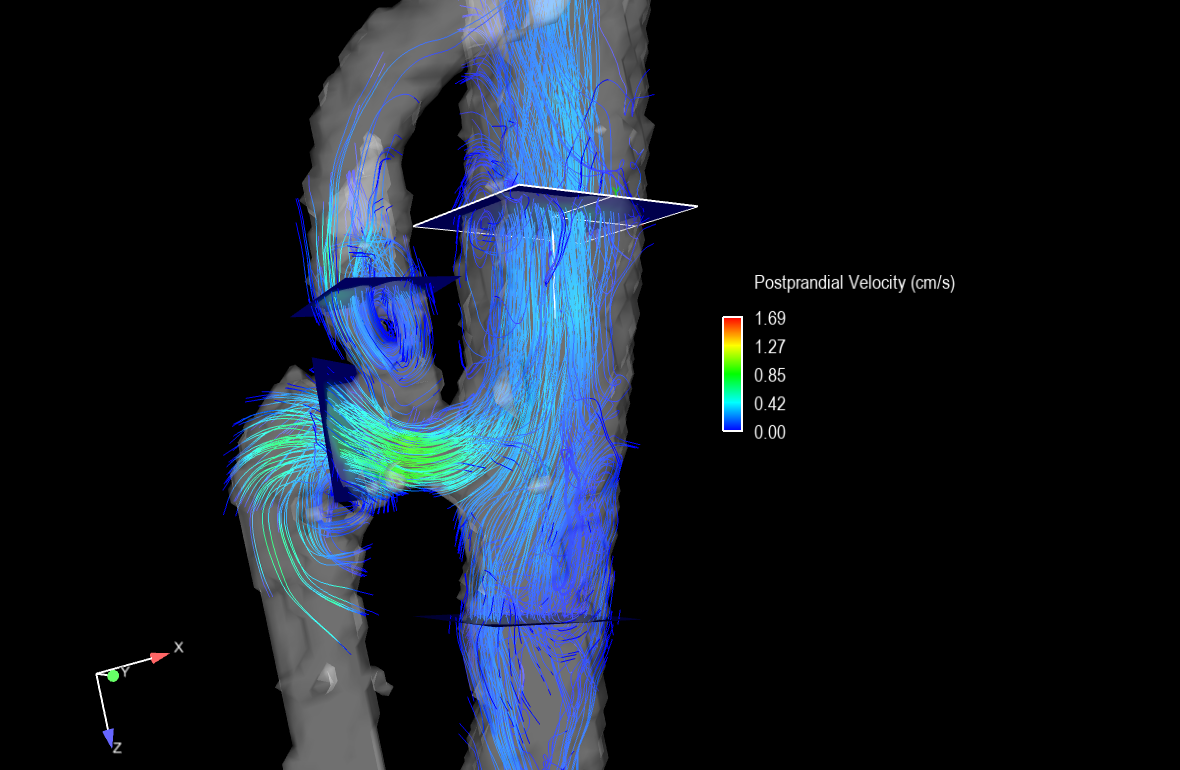 Postprandial Velocity (cm/s)
1.69
1.27
0.85
0.42
0.00
X
Y
Z